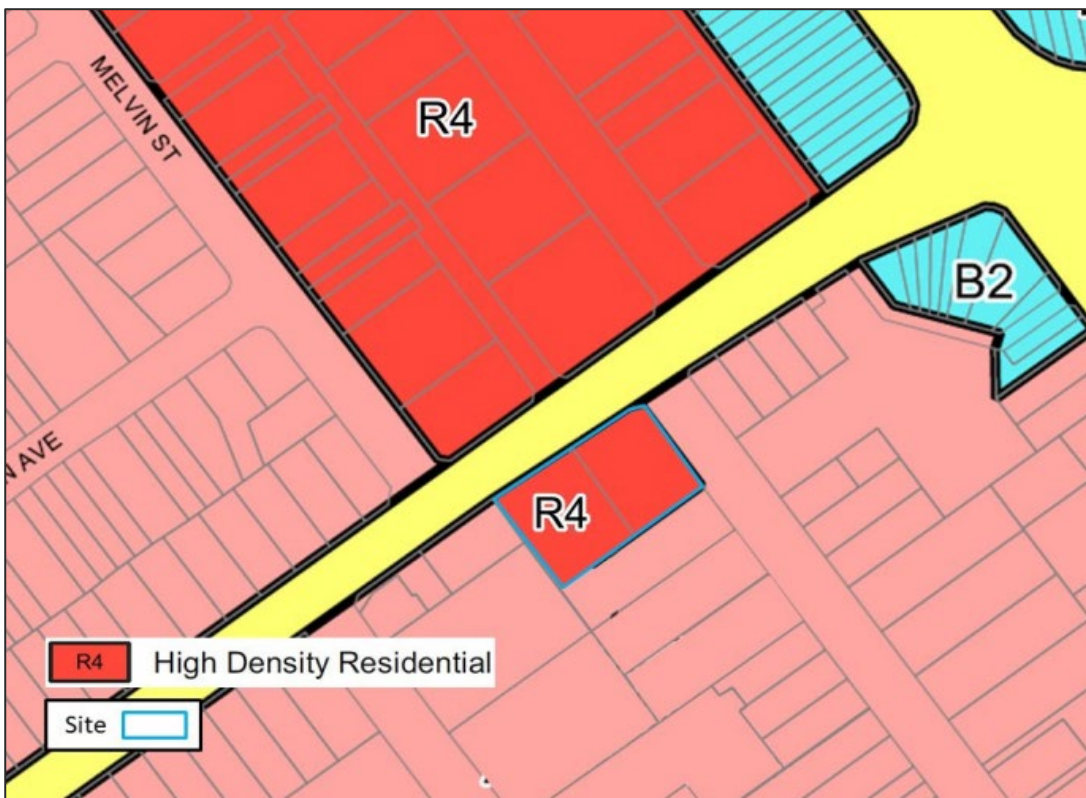 MELVIN ST
R4
B2
N AVE
R4
R4 High Density Residential
Site